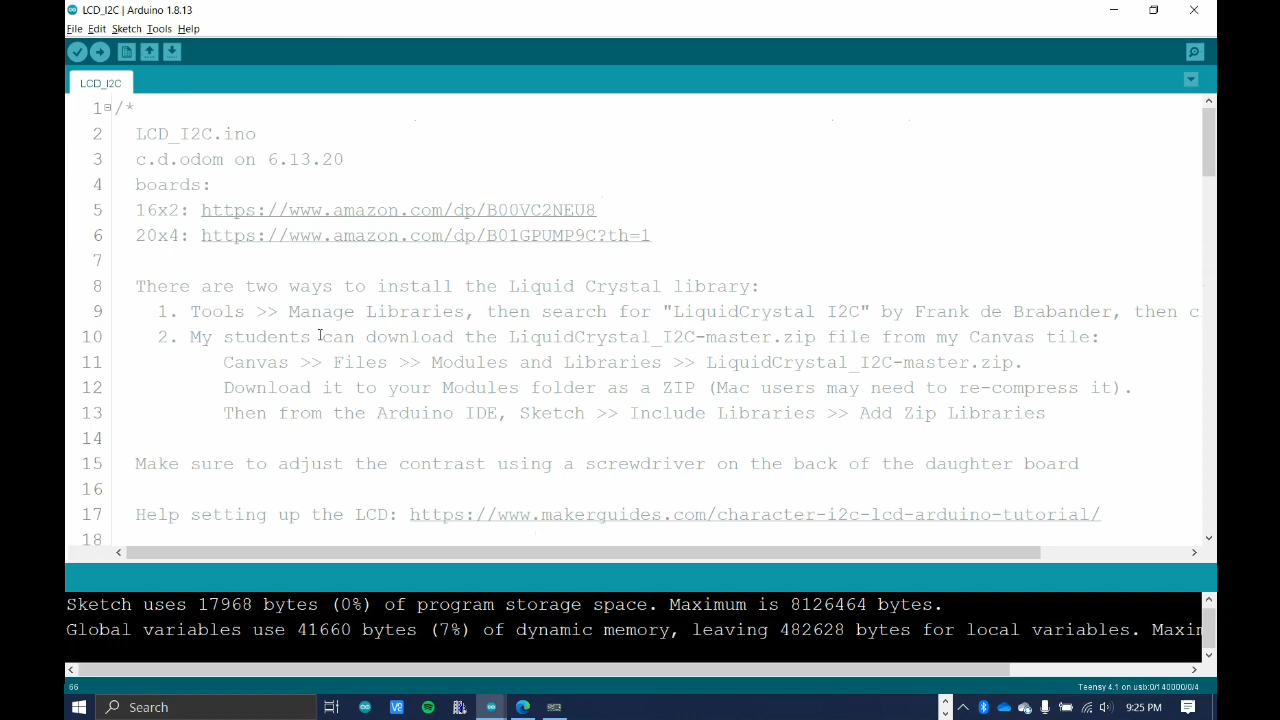 LCD_I2C | Arduino 1.8.13
File Edit Sketch Tools Help
LCD_I2C
1 /*
2 LCD_I2C.ino
3 c.d.odom on 6.13.20
4 boards:
5 16x2: https://www.amazon.com/dp/B00VC2NEU8
6 20x4: https://www.amazon.com/dp/B01GPUMP9C?th=1
7
8 There are two ways to install the Liquid Crystal library:
9 1. Tools >> Manage Libraries, then search for "LiquidCrystal I2C" by Frank de Brabander, then c
10 2. My students can download the LiquidCrystal_I2C-master.zip file from my Canvas tile:
11 Canvas >> Files >> Modules and Libraries >> LiquidCrystal_I2C-master.zip.
12 Download it to your Modules folder as a ZIP (Mac users may need to re-compress it).
13 Then from the Arduino IDE, Sketch >> Include Libraries >> Add Zip Libraries
14
15 Make sure to adjust the contrast using a screwdriver on the back of the daughter board
16
17 Help setting up the LCD: https://www.makerguides.com/character-i2c-lcd-arduino-tutorial/
18
Sketch uses 17968 bytes (0%) of program storage space. Maximum is 8126464 bytes.
Global variables use 41660 bytes (7%) of dynamic memory, leaving 482628 bytes for local variables. Maxim
66 Teensy 4.1 on usb:0/140000/0/4
Search 9:25 PM